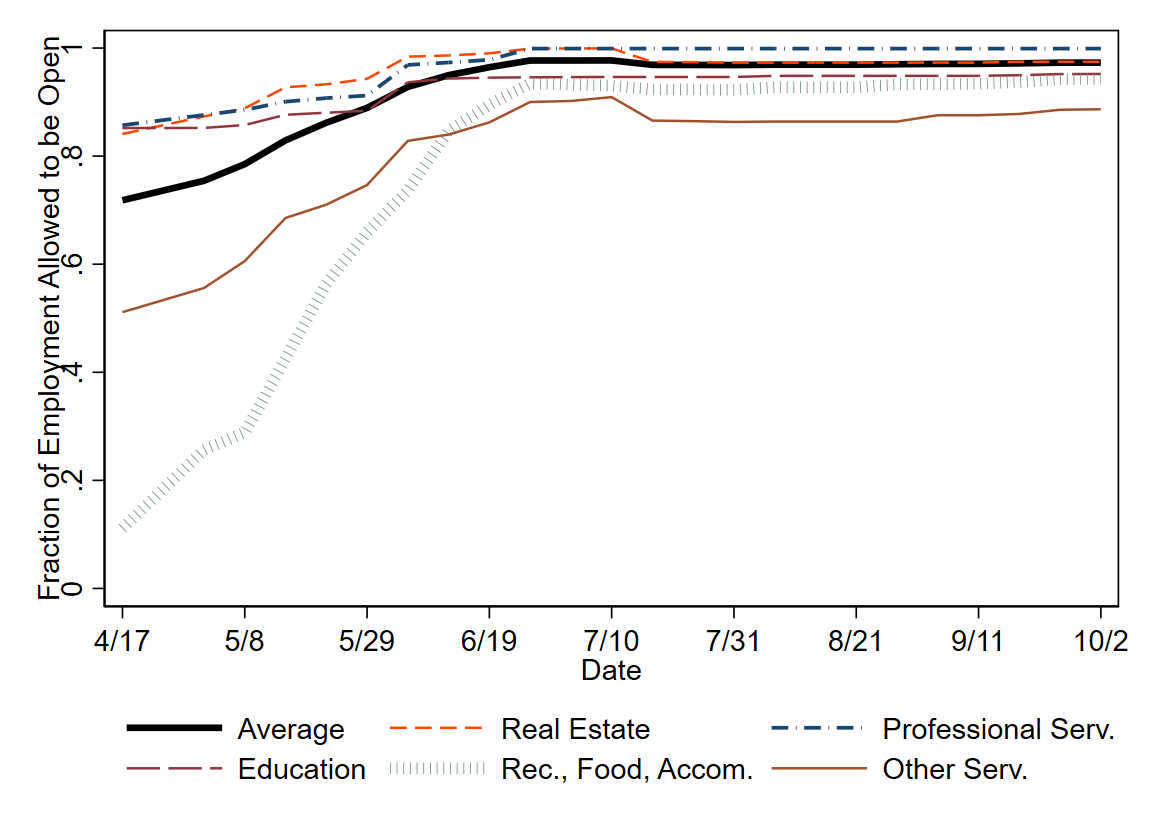 Fraction of Employment Allowed to be Open
1
.8
.6
.4
.2
0
4/17 5/8 5/29 6/19 7/10 7/31 8/21 9/11 10/2
Date
Average Real Estate Professional Serv.
Education Rec., Food, Accom. Other Serv.